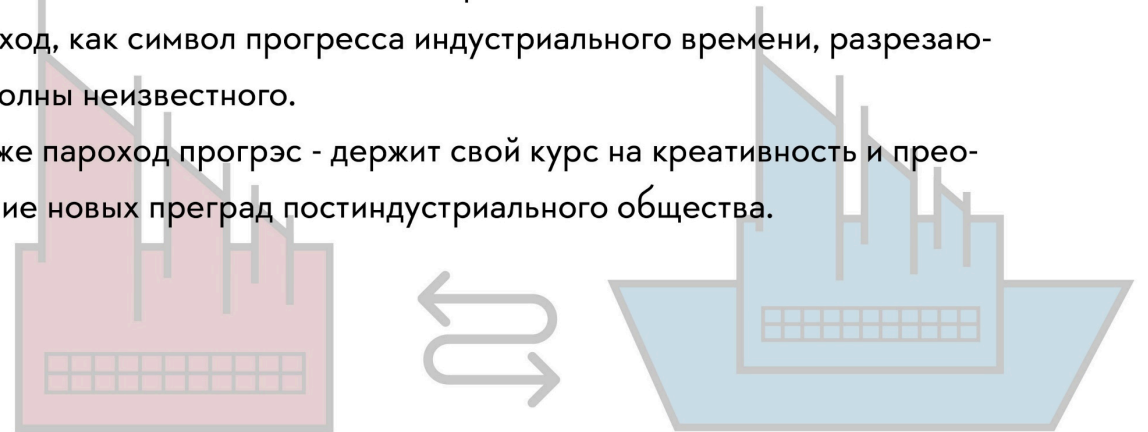 ход, как символ прогресса индустриального времени, разрезаю-
олны неизвестного.
же пароход прогрэс - держит свой курс на креативность и прео-
ие новых преград постиндустриального общества.